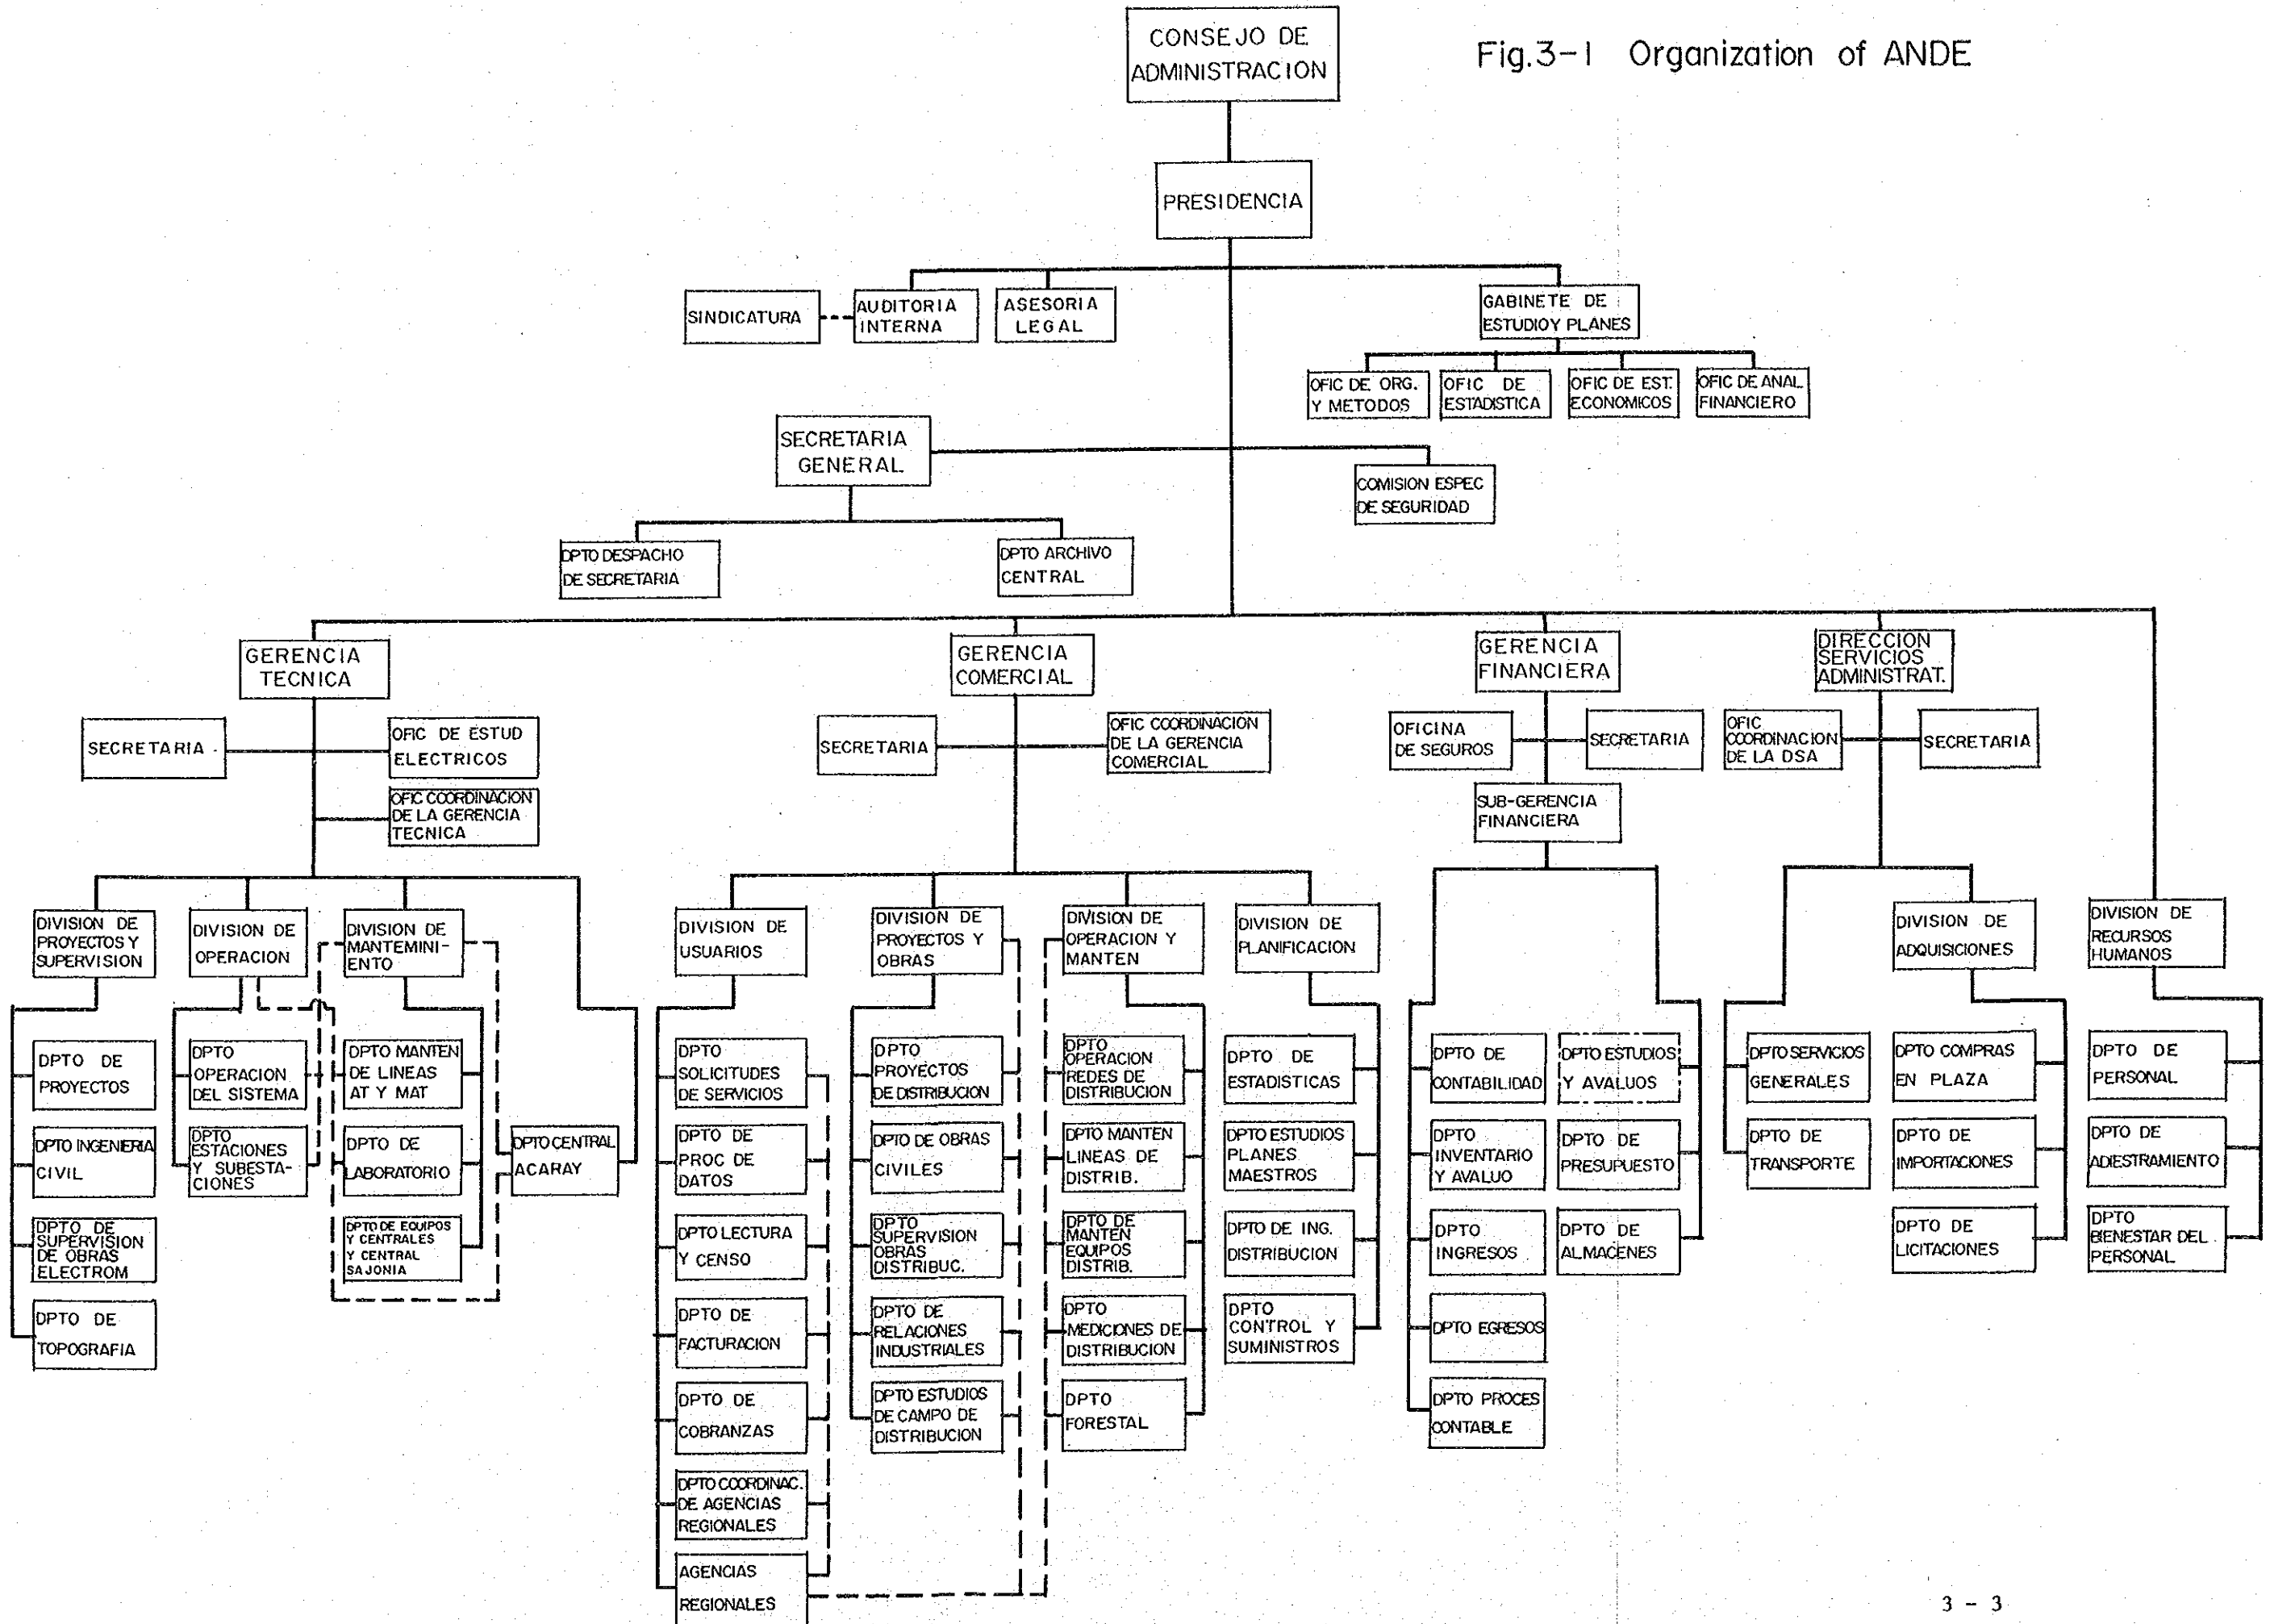 CONSEJO DE
ADMINISTRACION
Fig.3-1 Organization of ANDE
PRESIDENCIA
SINDICATURA
AUDITORIA
INTERNA
ASESORIA
LEGAL
GABINETE DE
ESTUDIO Y PLANES
OFIC DE ORG.
Y METODOS
OFIC DE
ESTADISTICA
OFIC DE EST.
ECONOMICOS
OFIC DE ANAL.
FINANCIERO
SECRETARIA
GENERAL
COMISION ESPEC
DE SEGURIDAD
DPTO DESPACHO
DE SECRETARIA
DPTO ARCHIVO
CENTRAL
GERENCIA
TECNICA
GERENCIA
COMERCIAL
GERENCIA
FINANCIERA
DIRECCION
SERVICIOS
ADMINISTRAT.
SECRETARIA
OFIC DE ESTUD
ELECTRICOS
OFIC COORDINACION
DE LA GERENCIA
TECNICA
SECRETARIA
OFIC COORDINACION
DE LA GERENCIA
COMERCIAL
OFICINA
DE SEGUROS
SECRETARIA
SUB-GERENCIA
FINANCIERA
OFIC
COORDINACION
DE LA DSA
SECRETARIA
DIVISION DE
PROYECTOS Y
SUPERVISION
DIVISION DE
OPERACION
DIVISION DE
MANTEMINI-
ENTO
DIVISION DE
USUARIOS
DIVISION DE
PROYECTOS Y
OBRAS
DIVISION DE
OPERACION Y
MANTEN
DIVISION DE
PLANIFICACION
DIVISION DE
ADQUISICIONES
DIVISION DE
RECURSOS
HUMANOS
DPTO DE
PROYECTOS
DPTO INGENIERIA
CIVIL
DPTO DE
SUPERVISION
DE OBRAS
ELECTROM
DPTO DE
TOPOGRAFIA
DPTO
OPERACION
DEL SISTEMA
DPTO
ESTACIONES
Y SUBESTA-
CIONES
DPTO MANTEN
DE LINEAS
AT Y MAT
DPTO DE
LABORATORIO
DPTO DE EQUIPOS
Y CENTRALES
Y CENTRAL
SAJONIA
DPTO CENTRAL
ACARAY
DPTO
SOLICITUDES
DE SERVICIOS
DPTO DE
PROC DE
DATOS
DPTO LECTURA
Y CENSO
DPTO DE
FACTURACION
DPTO DE
COBRANZAS
DPTO COORDINAC.
DE AGENCIAS
REGIONALES
AGENCIAS
REGIONALES
DPTO
PROYECTOS
DE DISTRIBUCION
DPTO DE OBRAS
CIVILES
DPTO
SUPERVISION
OBRAS
DISTRIBUC.
DPTO DE
RELACIONES
INDUSTRIALES
DPTO ESTUDIOS
DE CAMPO DE
DISTRIBUCION
DPTO
OPERACION
REDES DE
DISTRIBUCION
DPTO MANTEN
LINEAS DE
DISTRIB.
DPTO DE
MANTEN
EQUIPOS
DISTRIB.
DPTO
MEDICIONES DE
DISTRIBUCION
DPTO
FORESTAL
DPTO DE
ESTADISTICAS
DPTO ESTUDIOS
PLANES
MAESTROS
DPTO DE ING.
DISTRIBUCION
DPTO
CONTROL Y
SUMINISTROS
DPTO DE
CONTABILIDAD
DPTO
INVENTARIO
Y AVALUO
DPTO
INGRESOS
DPTO EGRESOS
DPTO PROCES
CONTABLE
DPTO ESTUDIOS
Y AVALUOS
DPTO DE
PRESUPUESTO
DPTO DE
ALMACENES
DPTO SERVICIOS
GENERALES
DPTO DE
TRANSPORTE
DPTO COMPRAS
EN PLAZA
DPTO DE
IMPORTACIONES
DPTO DE
LICITACIONES
DPTO DE
PERSONAL
DPTO DE
ADIESTRAMIENTO
DPTO
BIENESTAR DEL
PERSONAL
3 - 3